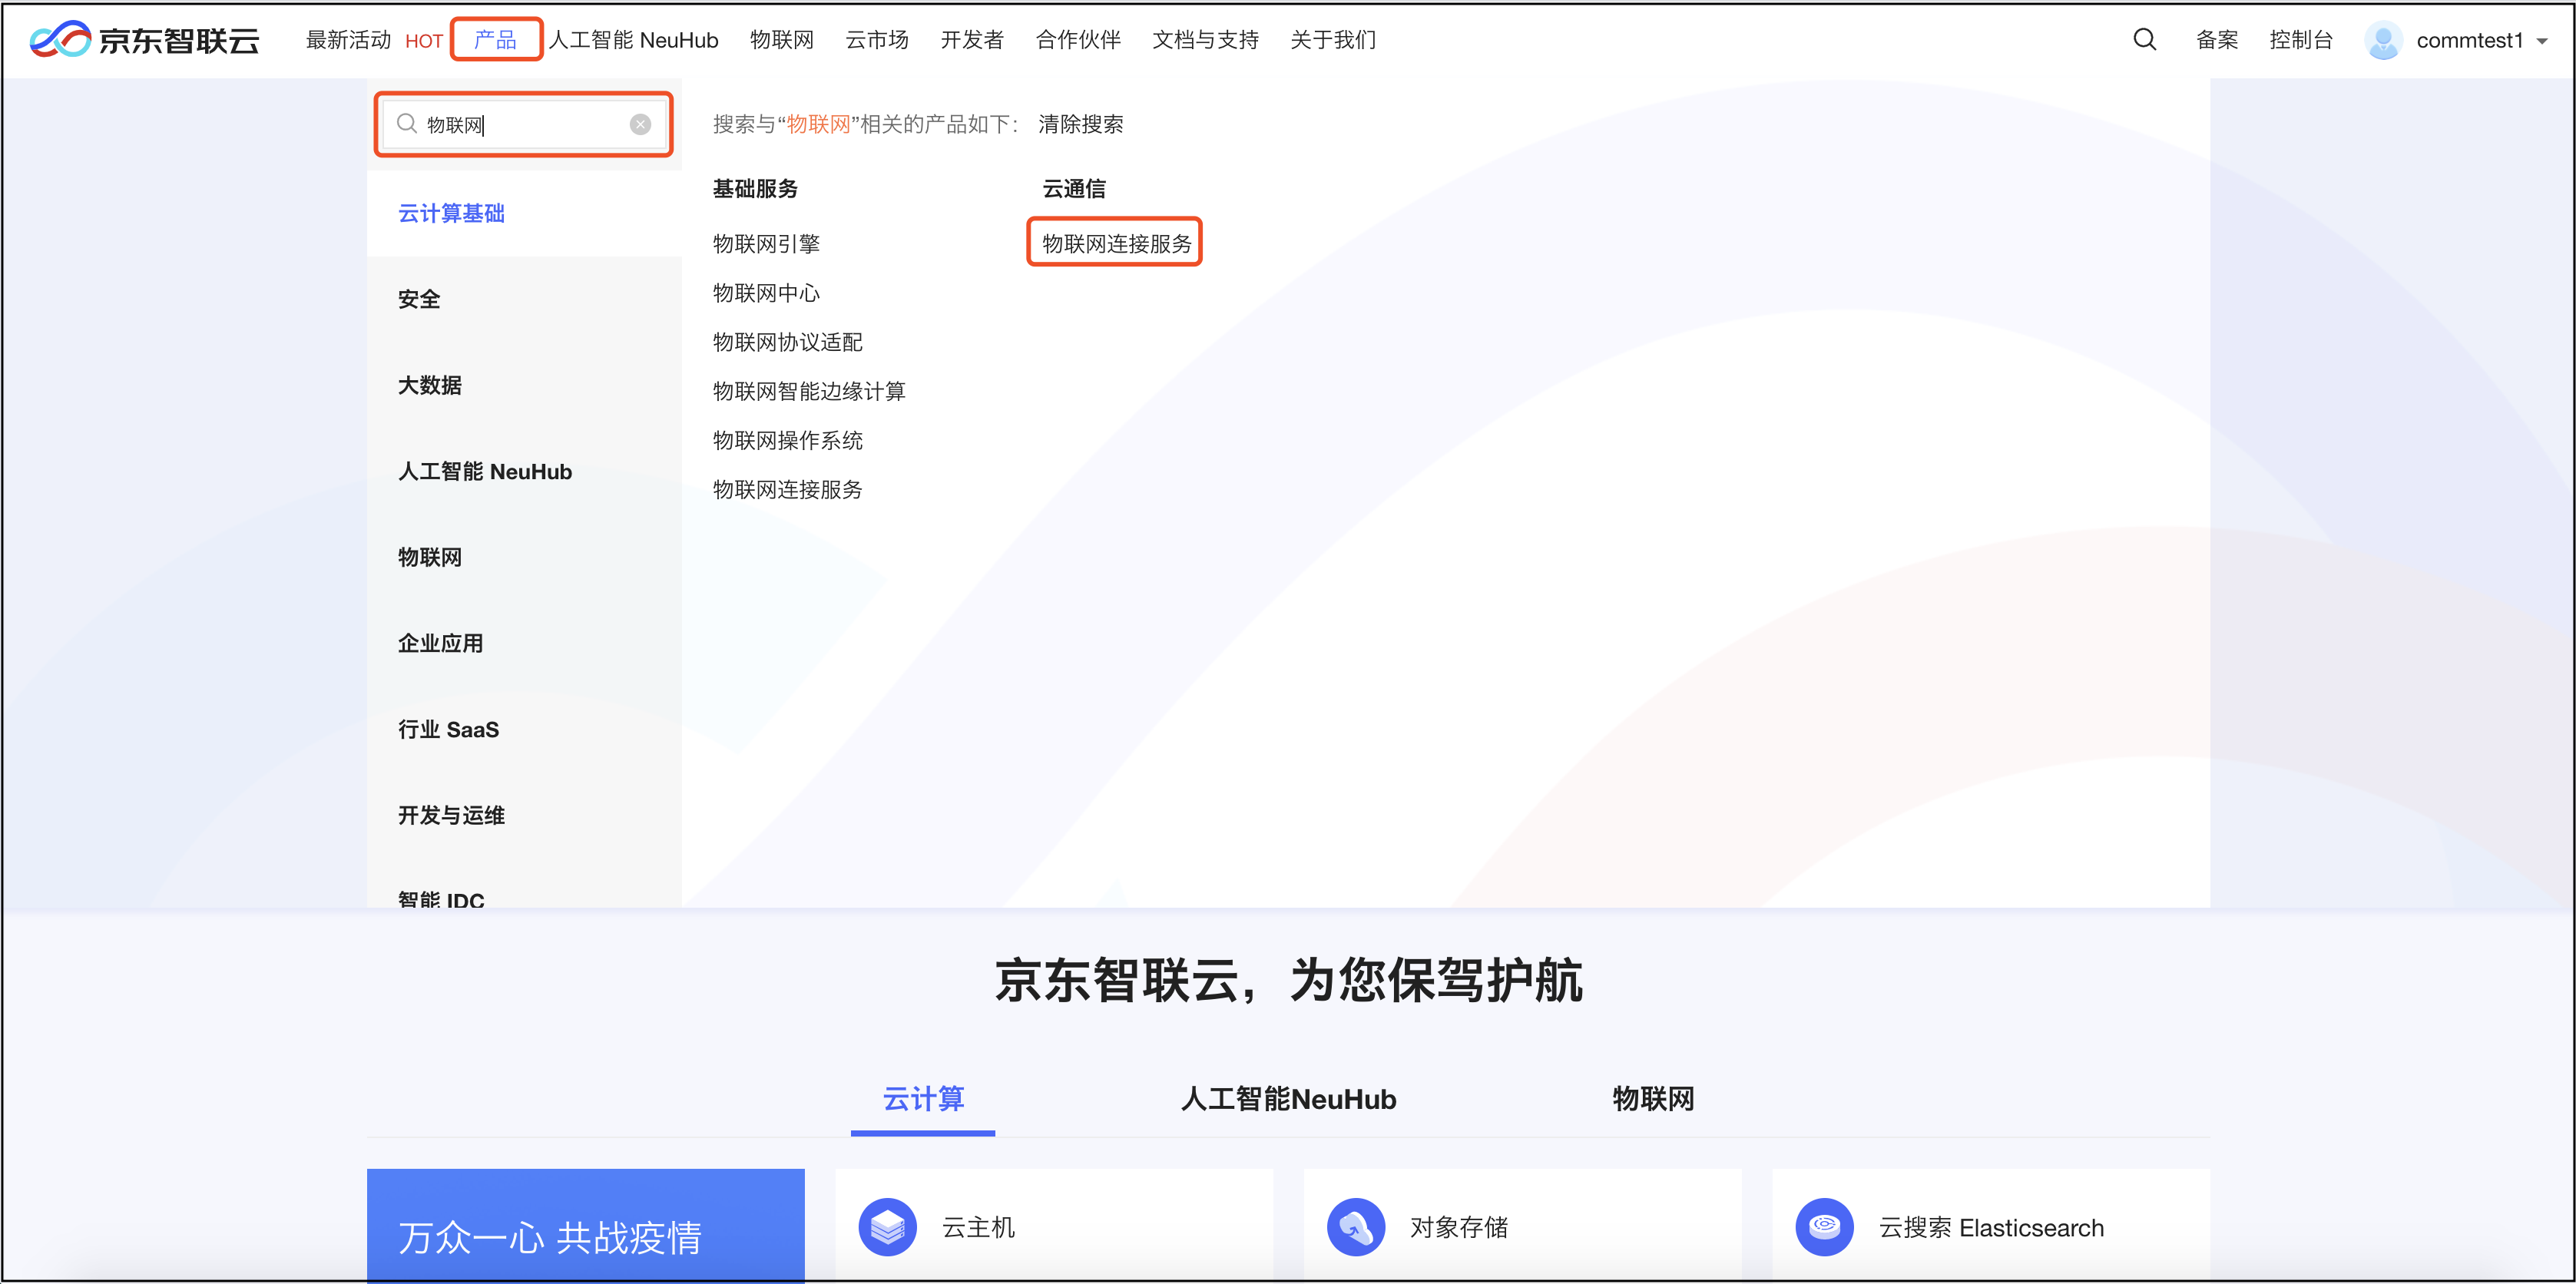 京东智联云 最新活动 HOT 产品 人工智能 NeuHub 物联网 云市场 开发者 合作伙伴 文档与支持 关于我们 备案 控制台 commtest1
物联网
搜索与“物联网”相关的产品如下： 清除搜索
云计算基础
安全
大数据
人工智能 NeuHub
物联网
企业应用
行业 SaaS
开发与运维
智能 IDC
基础服务
物联网引擎
物联网中心
物联网协议适配
物联网智能边缘计算
物联网操作系统
物联网连接服务
云通信
物联网连接服务
京东智联云，为您保驾护航
云计算 人工智能NeuHub 物联网
万众一心 共战疫情
云主机
对象存储
云搜索 Elasticsearch